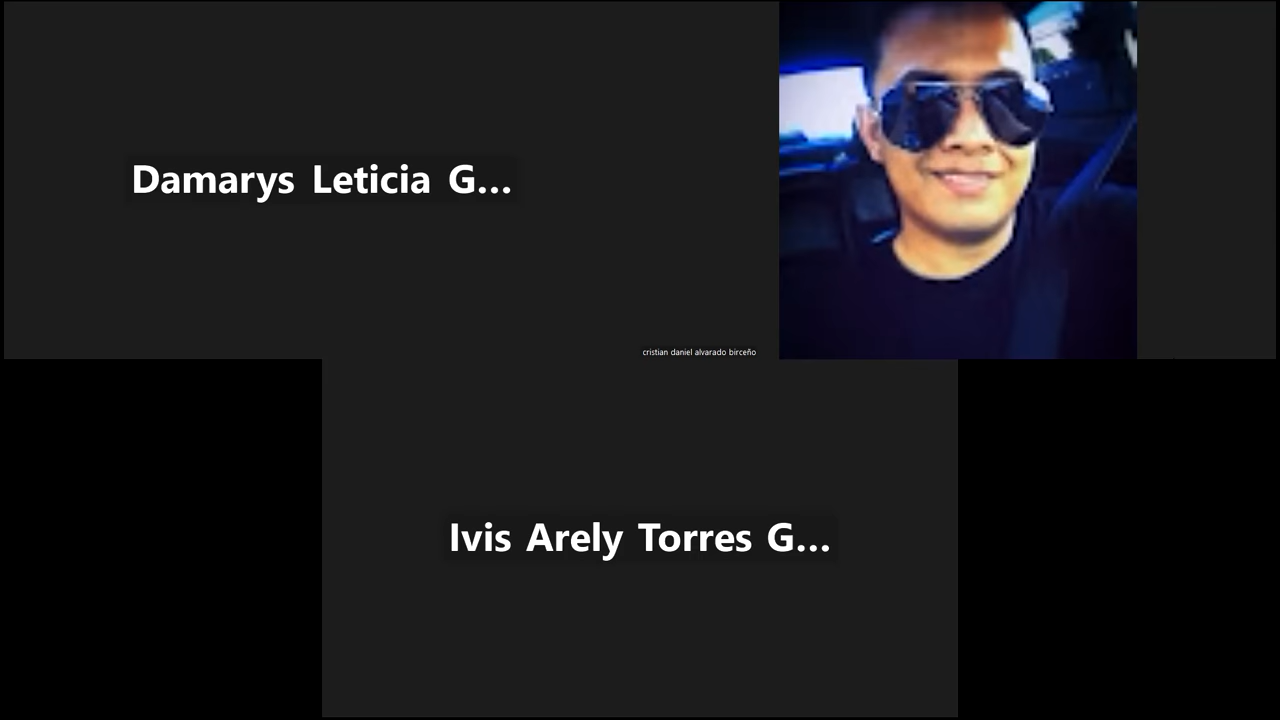 Damarys Leticia G...
cristian daniel alvarado birceño
Ivis Arely Torres G...